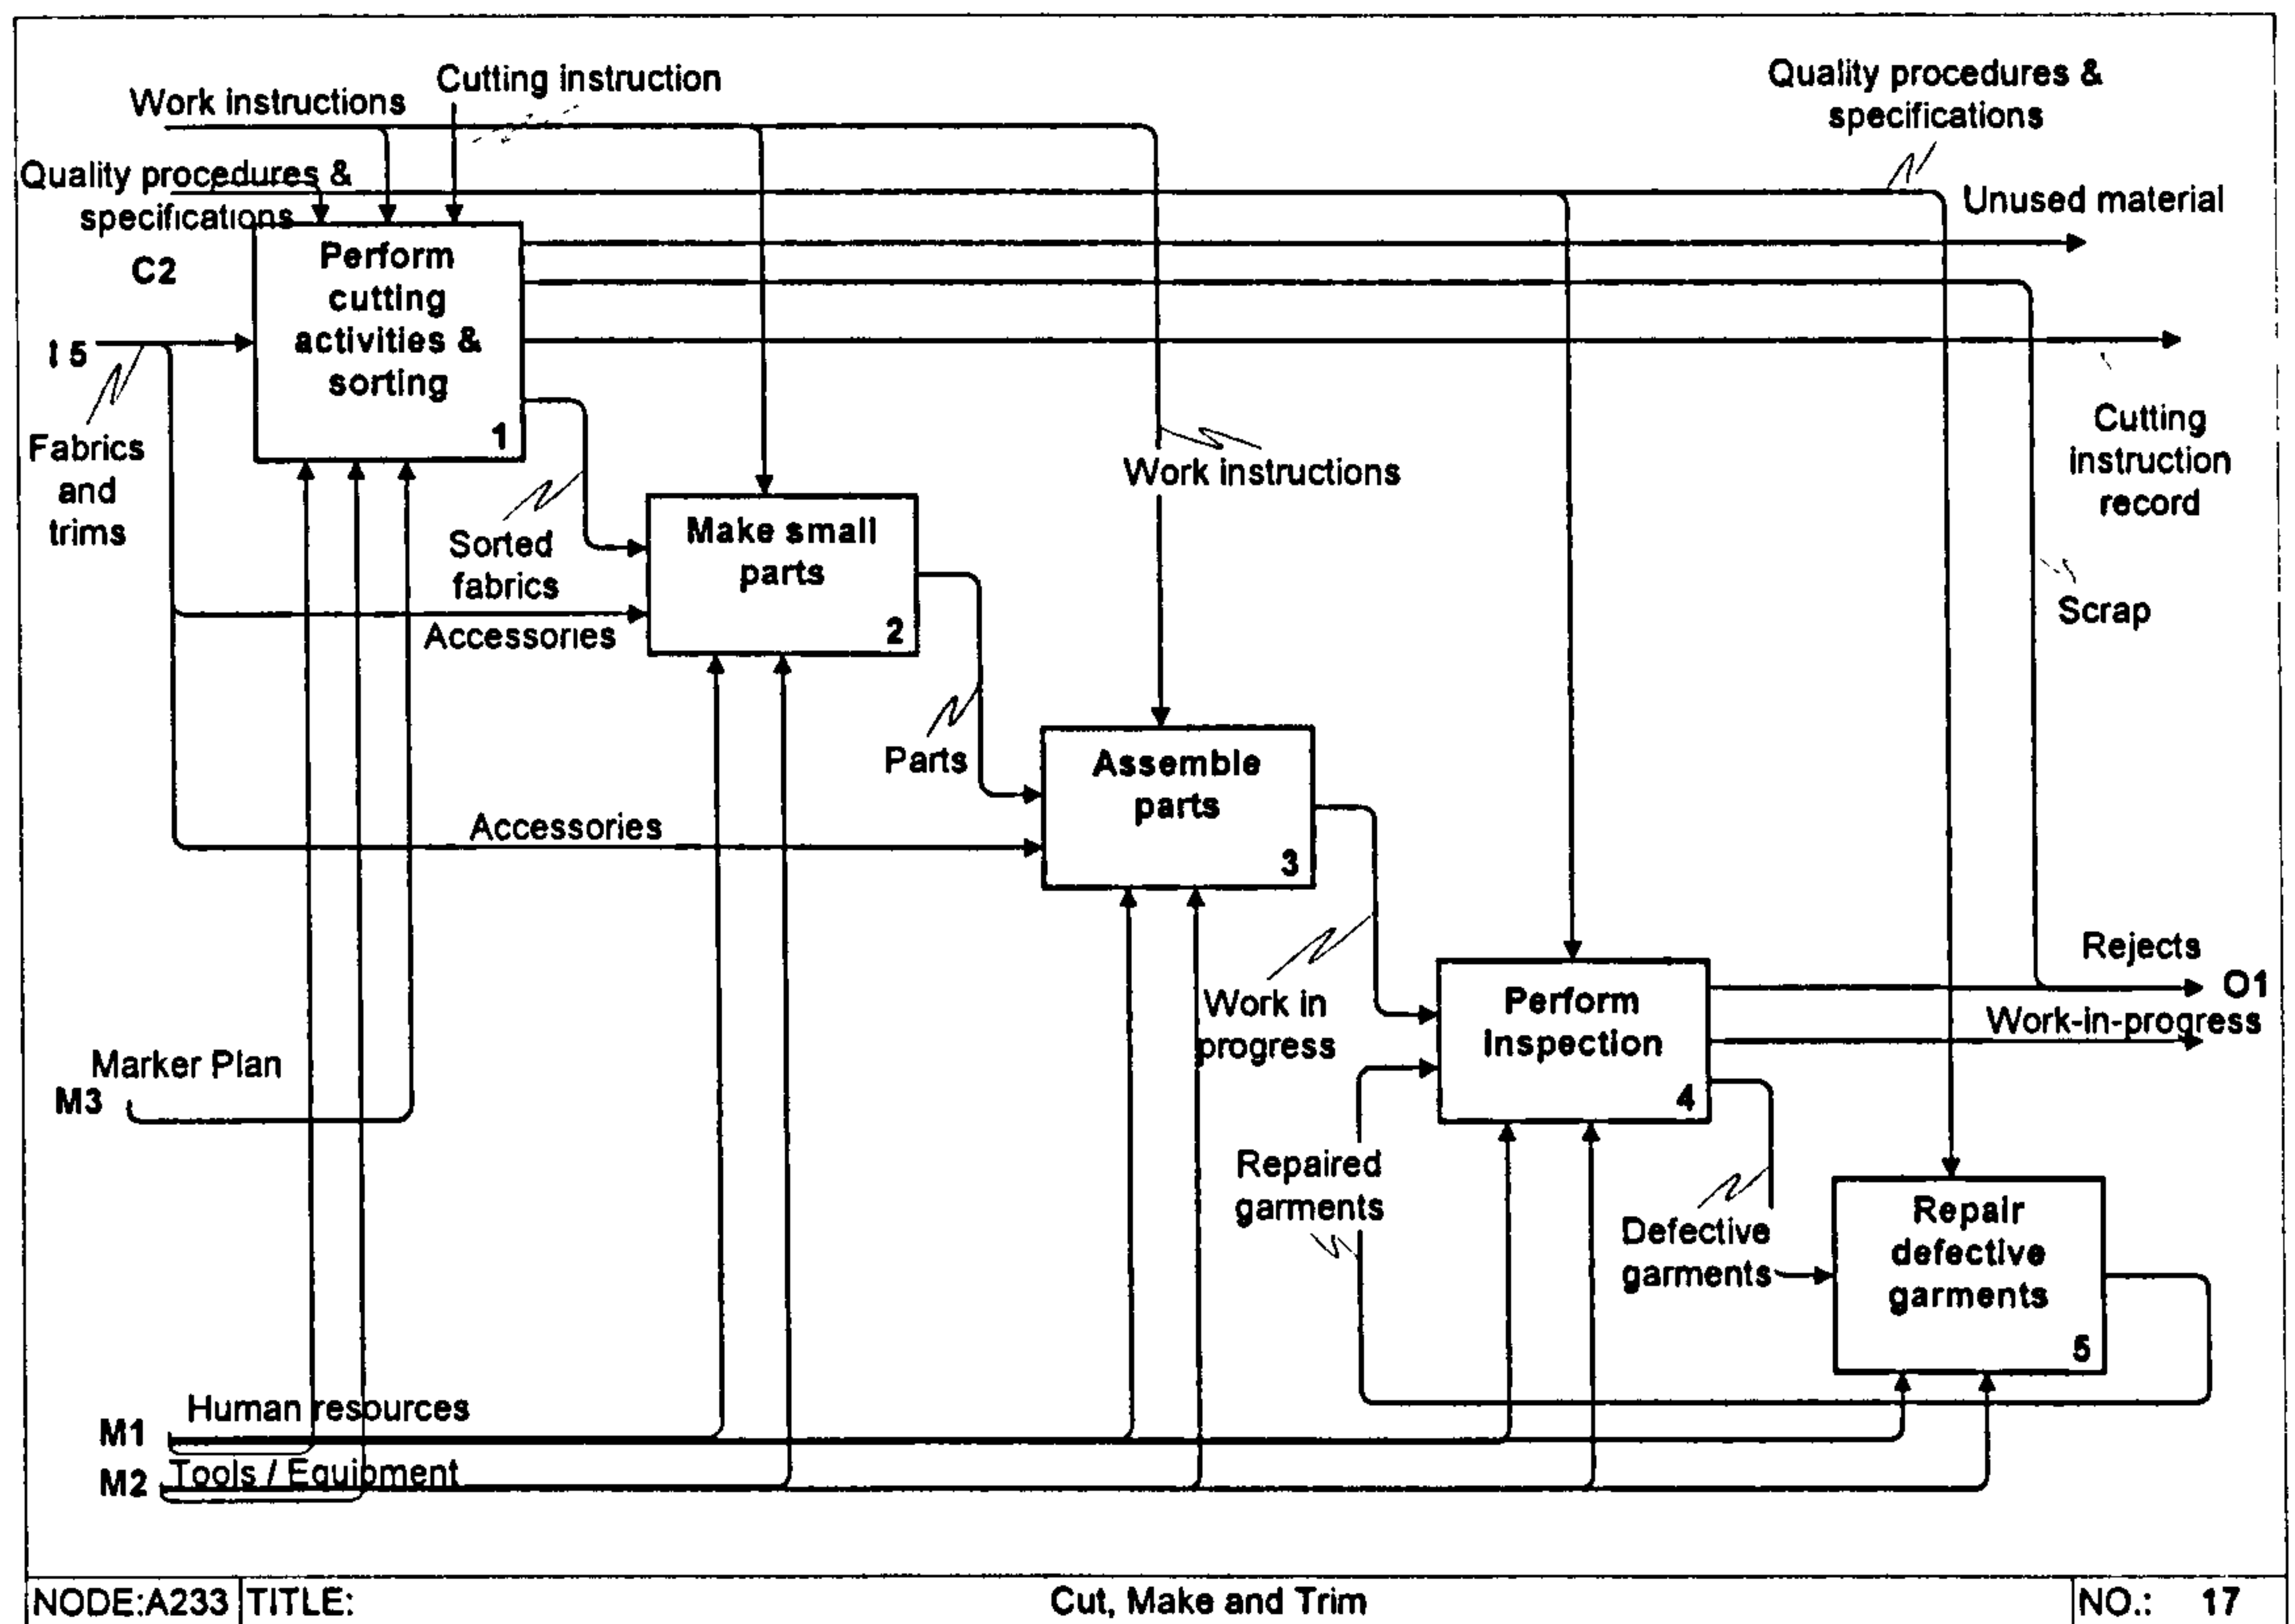 Work instructions
Cutting instruction
Quality procedures &
specifications
Quality procedures &
specifications
C2
Unused material
Perform
cutting
activities &
sorting
1
I 5
Fabrics
and
trims
Cutting
instruction
record
Work instructions
Sorted
fabrics
Make small
parts
2
Accessories
Scrap
Parts
Assemble
parts
3
Accessories
Work in
progress
Perform
Inspection
4
Rejects
O1
Work-in-progress
Marker Plan
M3
Repaired
garments
Defective
garments
Repair
defective
garments
5
Human resources
M1
Tools / Equipment
M2
NODE:A233 TITLE: Cut, Make and Trim NO.: 17